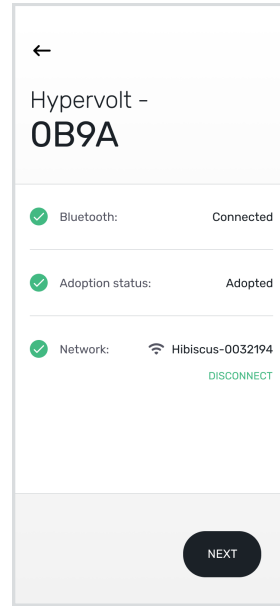 Hypervolt -
0B9A
Bluetooth: Connected
Adoption status: Adopted
Network: Hibiscus-0032194
DISCONNECT
NEXT